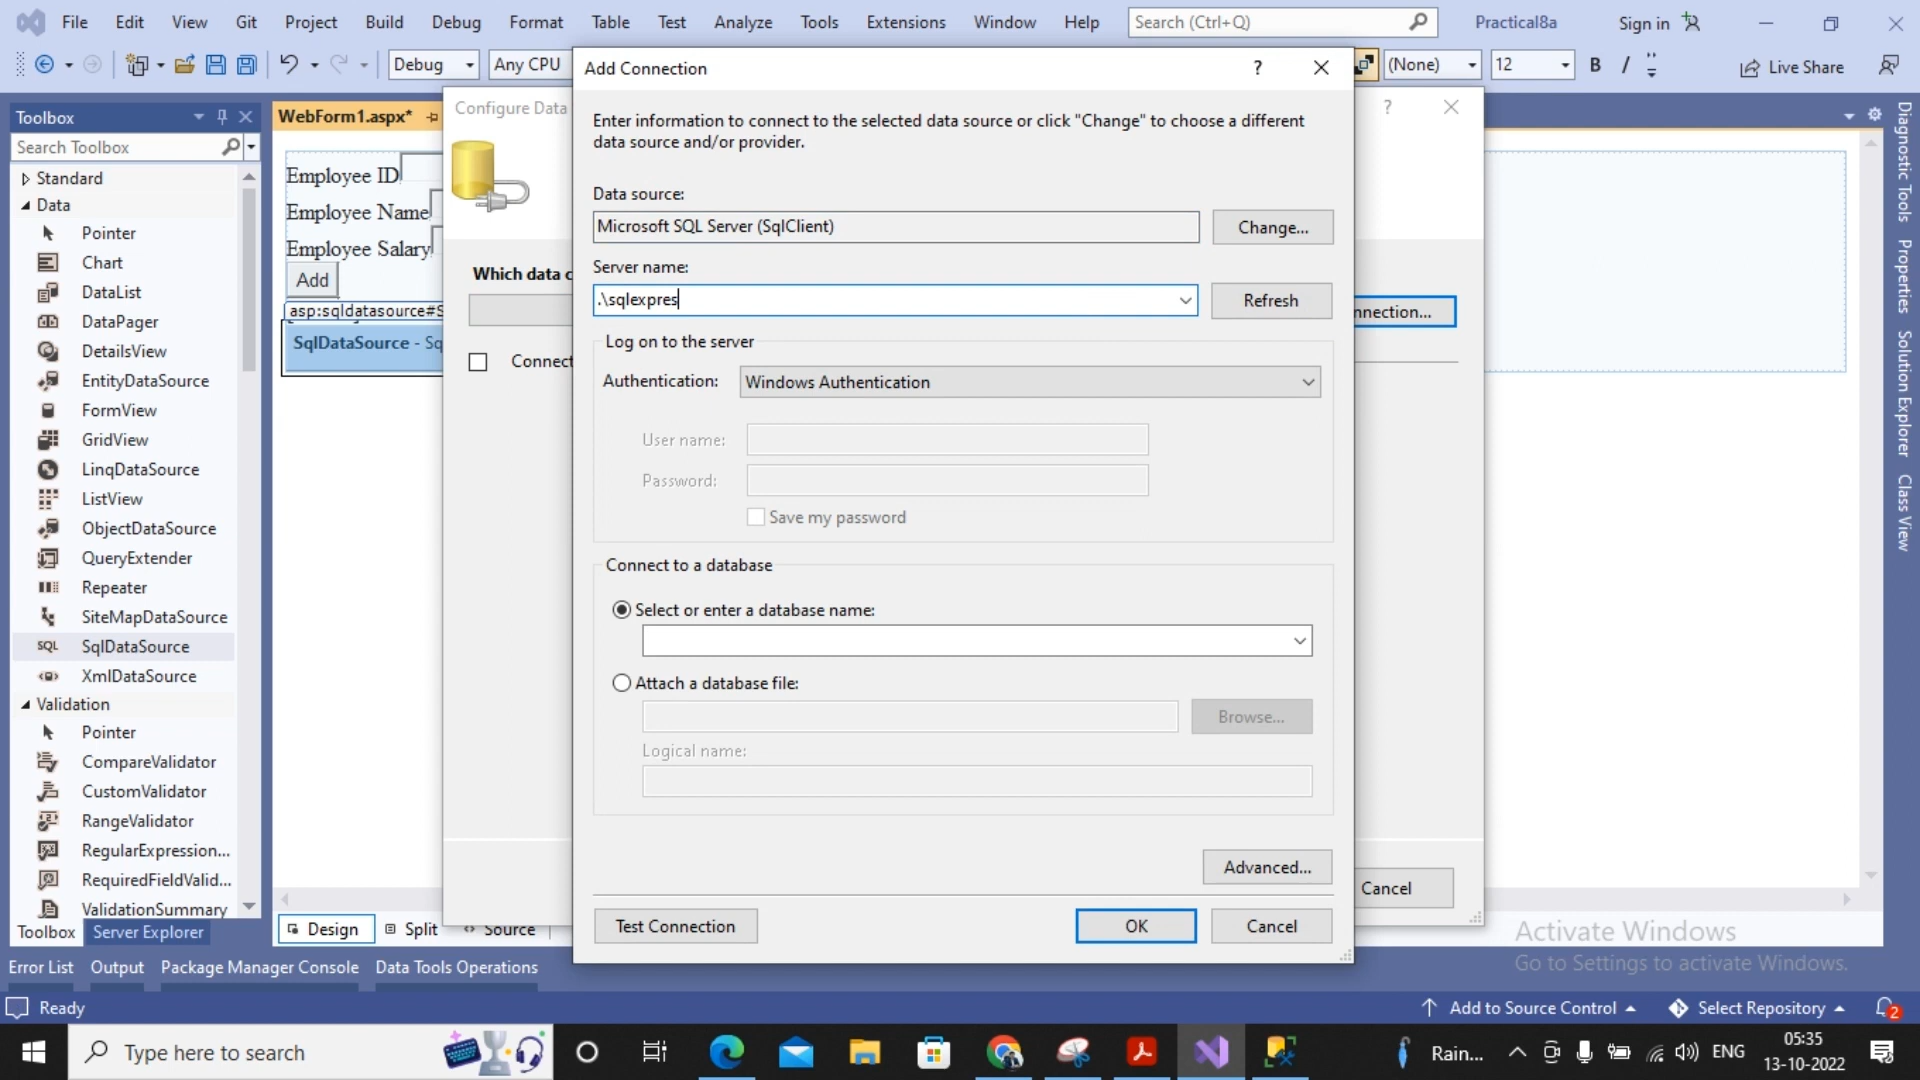 File Edit View Git Project Build Debug Format Table Test Analyze Tools Extensions Window Help Search (Ctrl+Q) Practical8a Sign in
Debug Any CPU (None) 12 B I Live Share
Toolbox
Search Toolbox
Standard
Data
Pointer
Chart
DataList
DataPager
DetailsView
EntityDataSource
FormView
GridView
LinqDataSource
ListView
ObjectDataSource
QueryExtender
Repeater
SiteMapDataSource
SQL SqlDataSource
XmlDataSource
Validation
Pointer
CompareValidator
CustomValidator
RangeValidator
RegularExpression...
RequiredFieldValid...
ValidationSummary
Toolbox Server Explorer
WebForm1.aspx*
Employee ID
Employee Name
Employee Salary
Add
asp:sqldatasource#S
SqlDataSource - Sq
Design Split Source
Configure Data
Which data c
Connect
nnection...
Cancel
Add Connection ?
Enter information to connect to the selected data source or click "Change" to choose a different
data source and/or provider.
Data source:
Microsoft SQL Server (SqlClient) Change...
Server name:
.\sqlexpres Refresh
Log on to the server
Authentication: Windows Authentication
User name:
Password:
Save my password
Connect to a database
Select or enter a database name:
Attach a database file:
Browse...
Logical name:
Advanced...
Test Connection OK Cancel
?
Diagnostic Tools
Properties
Solution Explorer
Class View
Activate Windows
Go to Settings to activate Windows.
Error List Output Package Manager Console Data Tools Operations
Ready Add to Source Control Select Repository 2
Type here to search Rain... ENG 05:35
13-10-2022